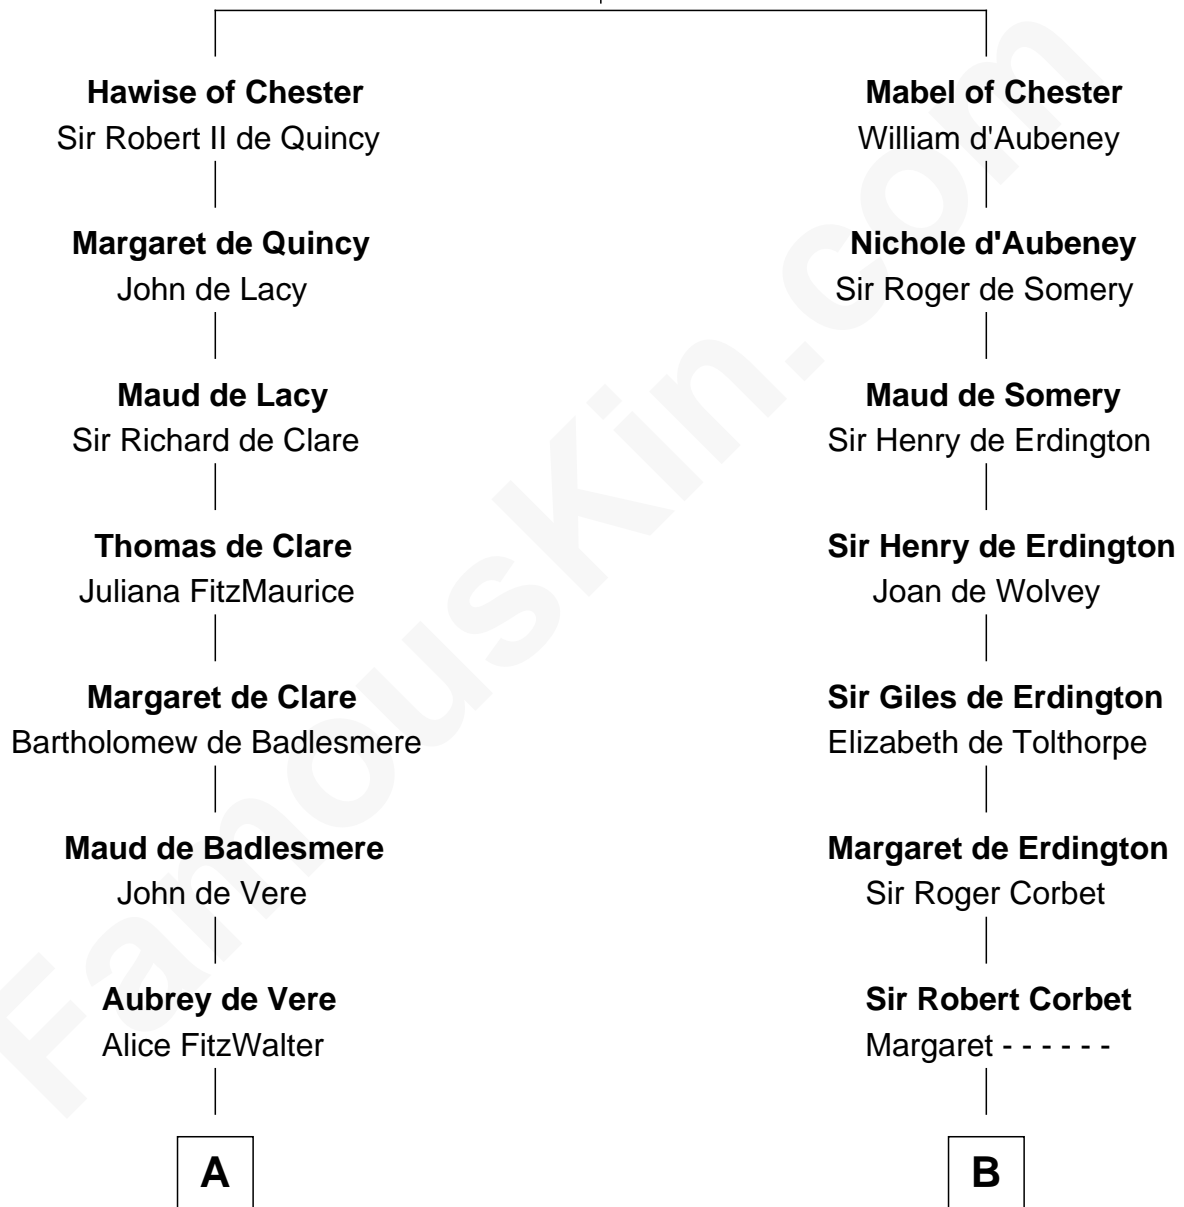 Hawise of Chester
Sir Robert II de Quincy
Margaret de Quincy
John de Lacy
Maud de Lacy
Sir Richard de Clare
Thomas de Clare
Juliana FitzMaurice
Margaret de Clare
Bartholomew de Badlesmere
Maud de Badlesmere
John de Vere
Aubrey de Vere
Alice FitzWalter
A
Mabel of Chester
William d'Aubeney
Nichole d'Aubeney
Sir Roger de Somery
Maud de Somery
Sir Henry de Erdington
Sir Henry de Erdington
Joan de Wolvey
Sir Giles de Erdington
Elizabeth de Tolthorpe
Margaret de Erdington
Sir Roger Corbet
Sir Robert Corbet
Margaret - - - - - -
B
FamousKin.com